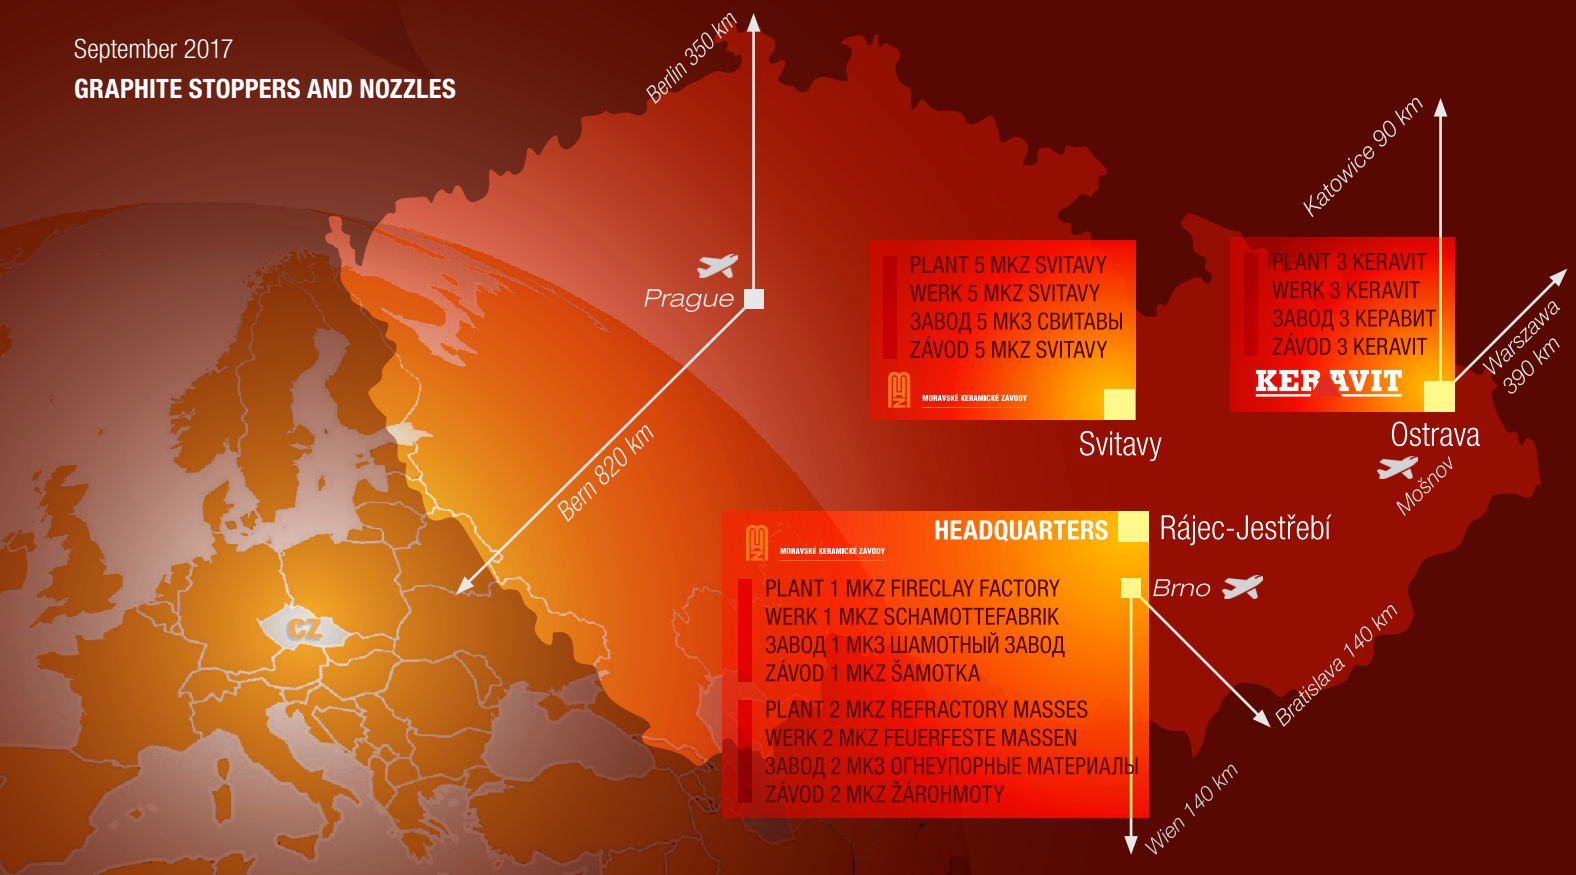 September 2017
GRAPHITE STOPPERS AND NOZZLES
Berlin 350 km
Prague
Bern 820 km
CZ
PLANT 5 MKZ SVITAVY
WERK 5 MKZ SVITAVY
ЗАВОД 5 МКЗ СВИТАВЫ
ZÁVOD 5 MKZ SVITAVY
MORAVSKÉ KERAMICKÉ ZÁVODY
Svitavy
Katowice 90 km
PLANT 3 KERAVIT
WERK 3 KERAVIT
ЗАВОД 3 КЕРАВИТ
ZÁVOD 3 KERAVIT
KERAVIT
Warszawa
390 km
Ostrava
Mošnov
HEADQUARTERS
Rájec-Jestřebí
MORAVSKÉ KERAMICKÉ ZÁVODY
PLANT 1 MKZ FIRECLAY FACTORY
WERK 1 MKZ SCHAMOTTEFABRIK
ЗАВОД 1 МКЗ ШАМОТНЫЙ ЗАВОД
ZÁVOD 1 MKZ ŠAMOTKA
PLANT 2 MKZ REFRACTORY MASSES
WERK 2 MKZ FEUERFESTE MASSEN
ЗАВОД 2 МКЗ ОГНЕУПОРНЫЕ МАТЕРИАЛЫ
ZÁVOD 2 MKZ ŽÁROHMOTY
Brno
Bratislava 140 km
Wien 140 km